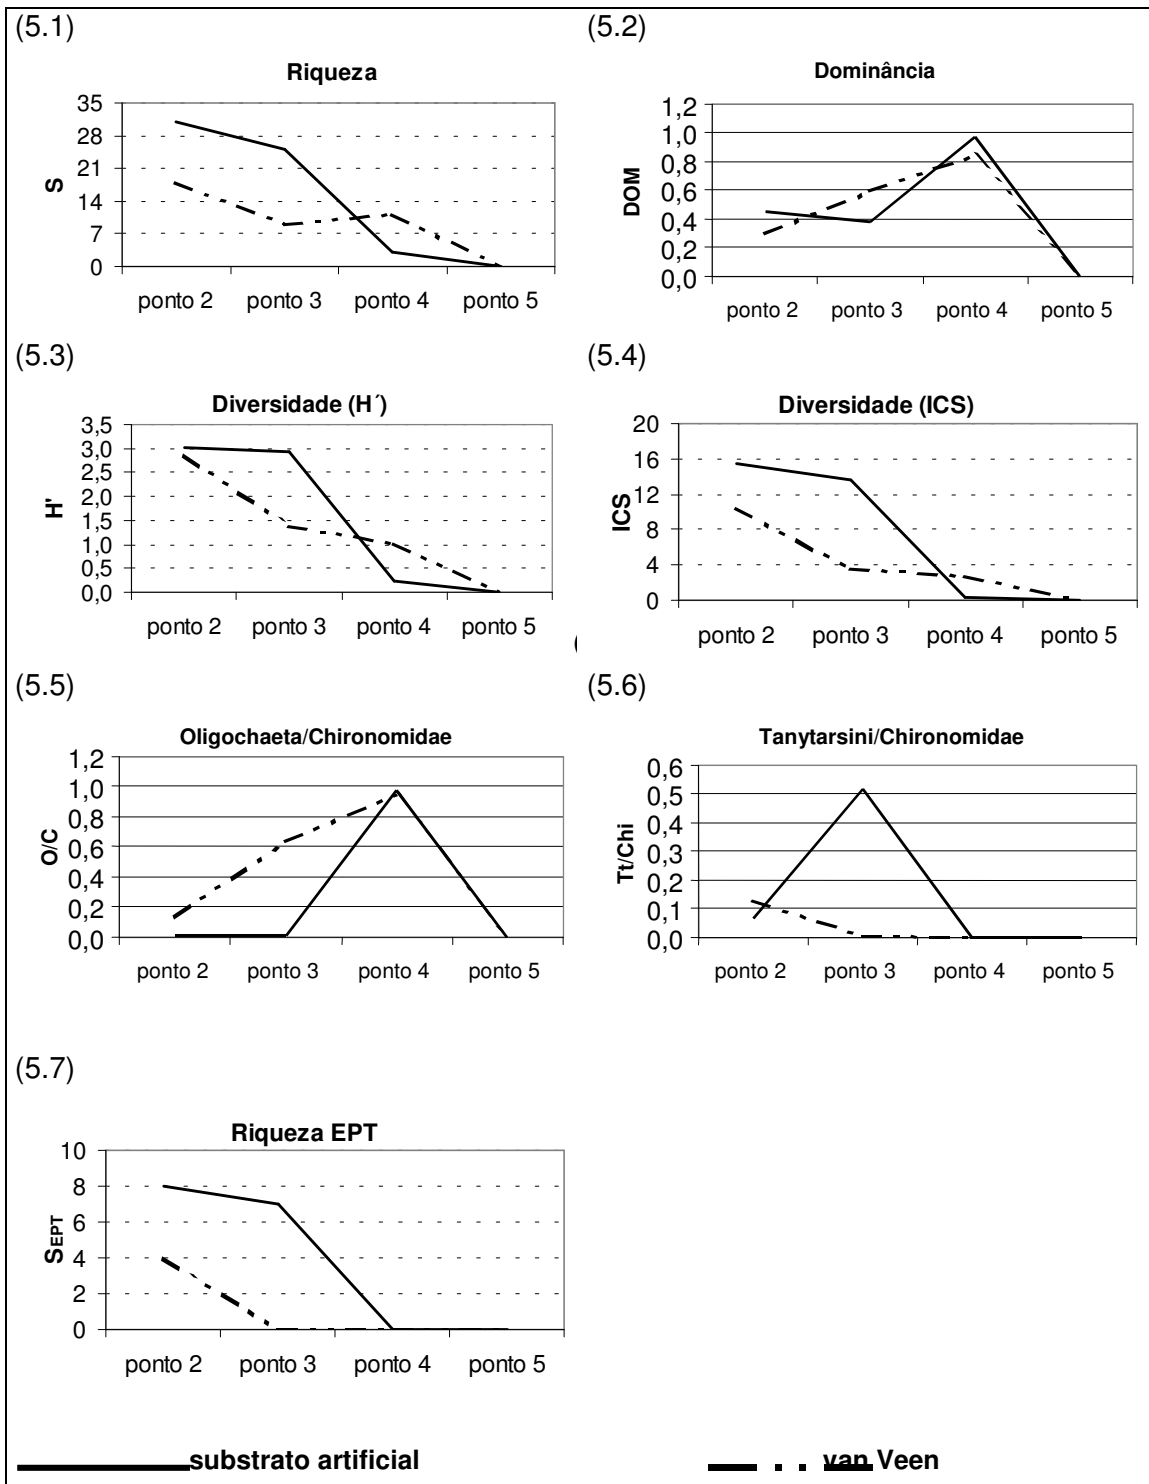 (5.1)
Riqueza
35
28
21
14
7
0
S
ponto 2 ponto 3 ponto 4 ponto 5
(5.2)
Dominância
1,2
1,0
0,8
0,6
0,4
0,2
0,0
DOM
ponto 2 ponto 3 ponto 4 ponto 5
(5.3)
Diversidade (H´)
3,5
3,0
2,5
2,0
1,5
1,0
0,5
0,0
H'
ponto 2 ponto 3 ponto 4 ponto 5
(5.4)
Diversidade (ICS)
20
16
12
8
4
0
ICS
ponto 2 ponto 3 ponto 4 ponto 5
(5.5)
Oligochaeta/Chironomidae
1,2
1,0
0,8
0,6
0,4
0,2
0,0
O/C
ponto 2 ponto 3 ponto 4 ponto 5
(5.6)
Tanytarsini/Chironomidae
0,6
0,5
0,4
0,3
0,2
0,1
0,0
Tt/Chi
ponto 2 ponto 3 ponto 4 ponto 5
(5.7)
Riqueza EPT
10
8
6
4
2
0
SEPT
ponto 2 ponto 3 ponto 4 ponto 5
substrato artificial
van Veen